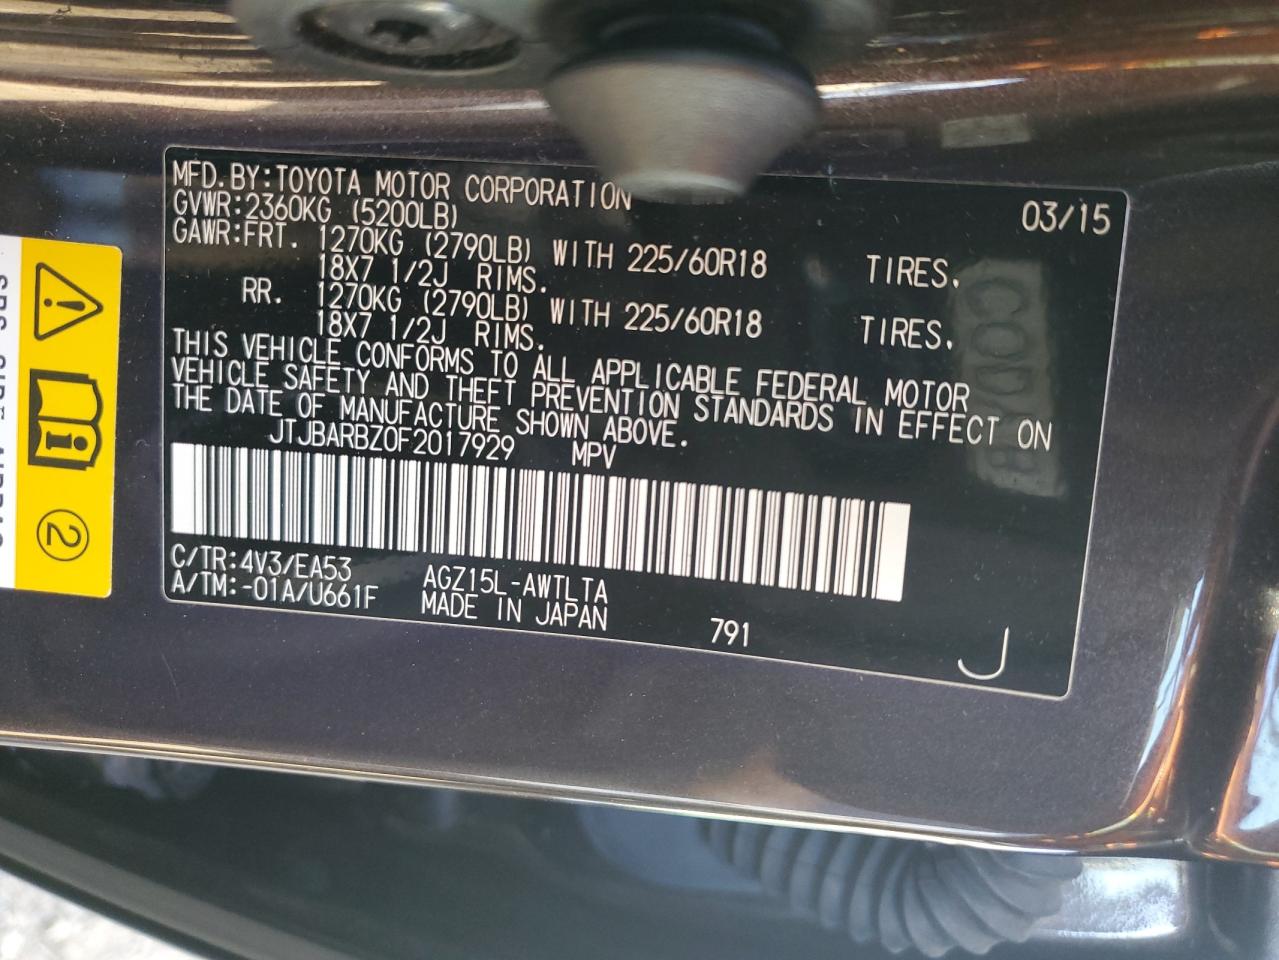 MFD.BY:TOYOTA MOTOR CORPORATION 03/15
GVWR:2360KG (5200LB)
GAWR:FRT. 1270KG (2790LB) WITH 225/60R18 TIRES.
18X7 1/2J RIMS.
RR. 1270KG (2790LB) WITH 225/60R18 TIRES.
18X7 1/2J RIMS.
THIS VEHICLE CONFORMS TO ALL APPLICABLE FEDERAL MOTOR
VEHICLE SAFETY AND THEFT PREVENTION STANDARDS IN EFFECT ON
THE DATE OF MANUFACTURE SHOWN ABOVE.
JTJBARBZ0F2017929 MPV
C/TR:4V3/EA53 AGZ15L-AWTLTA
A/TM:-01A/U661F MADE IN JAPAN 791
J
2